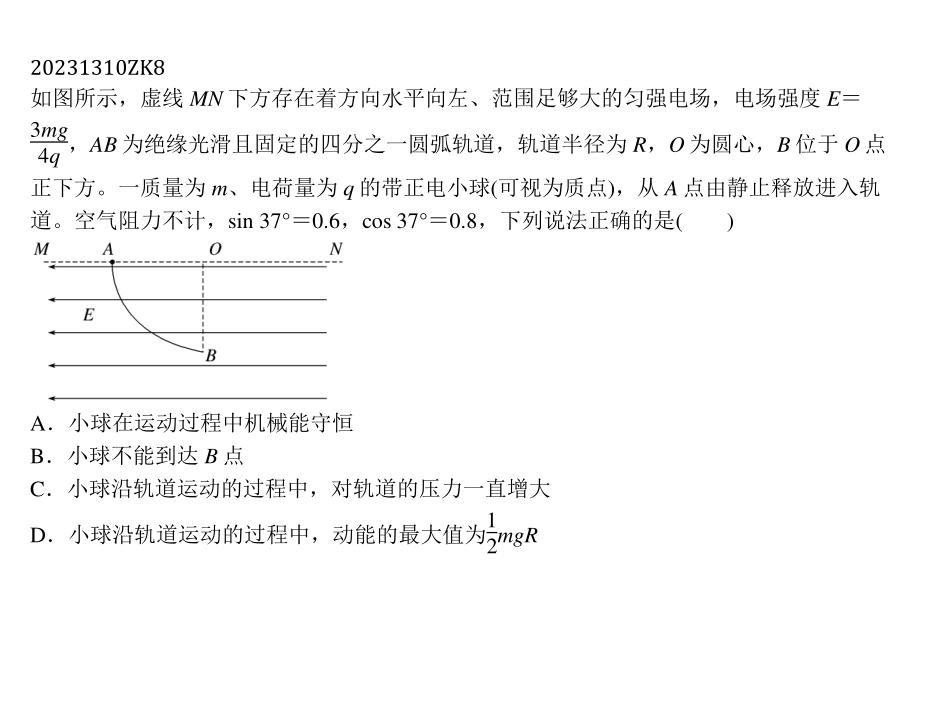 20231310ZK8
如图所示，虚线 MN 下方存在着方向水平向左、范围足够大的匀强电场，电场强度 E＝
3mg/4q，AB 为绝缘光滑且固定的四分之一圆弧轨道，轨道半径为 R，O 为圆心，B 位于 O 点
正下方。一质量为 m、电荷量为 q 的带正电小球(可视为质点)，从 A 点由静止释放进入轨
道。空气阻力不计，sin 37°＝0.6，cos 37°＝0.8，下列说法正确的是(　　)
M A O N
E
B
A．小球在运动过程中机械能守恒
B．小球不能到达 B 点
C．小球沿轨道运动的过程中，对轨道的压力一直增大
D．小球沿轨道运动的过程中，动能的最大值为1/2mgR